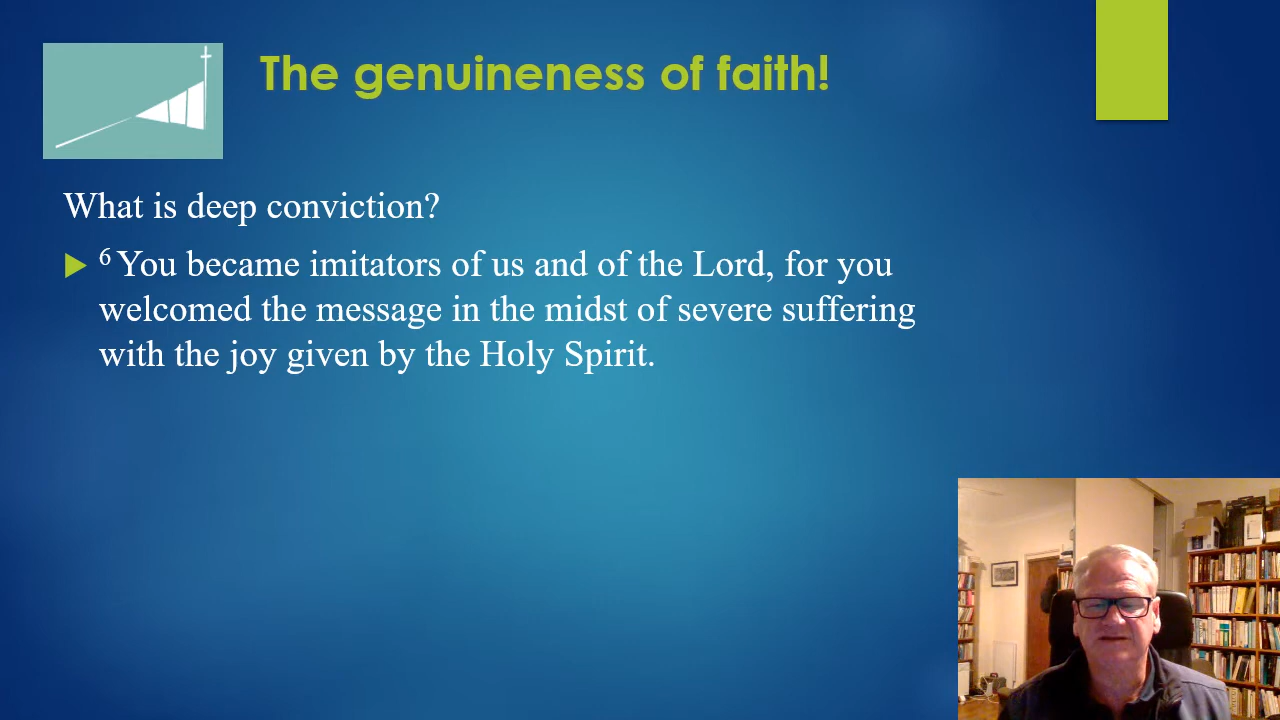 The genuineness of faith!
What is deep conviction?
6 You became imitators of us and of the Lord, for you
welcomed the message in the midst of severe suffering
with the joy given by the Holy Spirit.